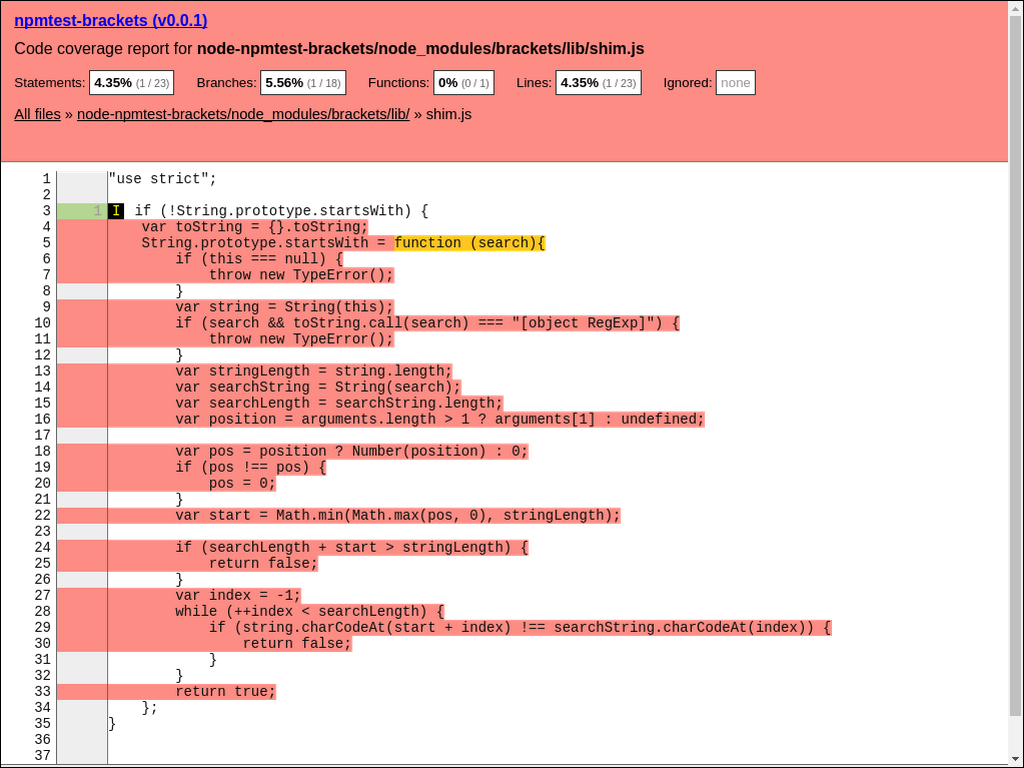 npmtest-brackets (v0.0.1)
Code coverage report for node-npmtest-brackets/node_modules/brackets/lib/shim.js
Statements: 4.35% (1 / 23) Branches: 5.56% (1 / 18) Functions: 0% (0 / 1) Lines: 4.35% (1 / 23) Ignored: none
All files » node-npmtest-brackets/node_modules/brackets/lib/ » shim.js
1 "use strict";
2
3 1 I if (!String.prototype.startsWith) {
4     var toString = {}.toString;
5     String.prototype.startsWith = function (search){
6         if (this === null) {
7             throw new TypeError();
8         }
9         var string = String(this);
10         if (search && toString.call(search) === "[object RegExp]") {
11             throw new TypeError();
12         }
13         var stringLength = string.length;
14         var searchString = String(search);
15         var searchLength = searchString.length;
16         var position = arguments.length > 1 ? arguments[1] : undefined;
17
18         var pos = position ? Number(position) : 0;
19         if (pos !== pos) {
20             pos = 0;
21         }
22         var start = Math.min(Math.max(pos, 0), stringLength);
23
24         if (searchLength + start > stringLength) {
25             return false;
26         }
27         var index = -1;
28         while (++index < searchLength) {
29             if (string.charCodeAt(start + index) !== searchString.charCodeAt(index)) {
30                 return false;
31             }
32         }
33         return true;
34     };
35 }
36
37